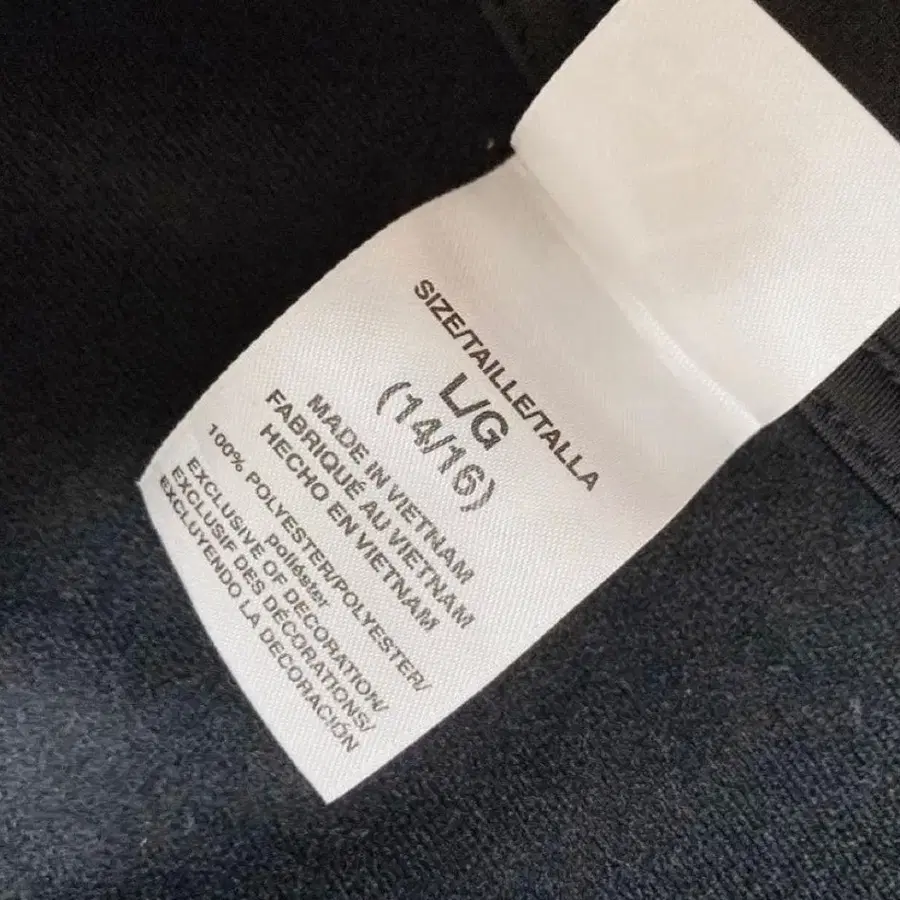 SIZE/TAILLE/TALLA
L/G
(14/16)
MADE IN VIETNAM
FABRIQUÉ AU VIETNAM
HECHO EN VIETNAM
100% POLYESTER/POLYESTER/
poliéster
EXCLUSIVE OF DECORATION/
EXCLUSIF DES DÉCORATIONS/
EXCLUYENDO LA DECORACIÓN